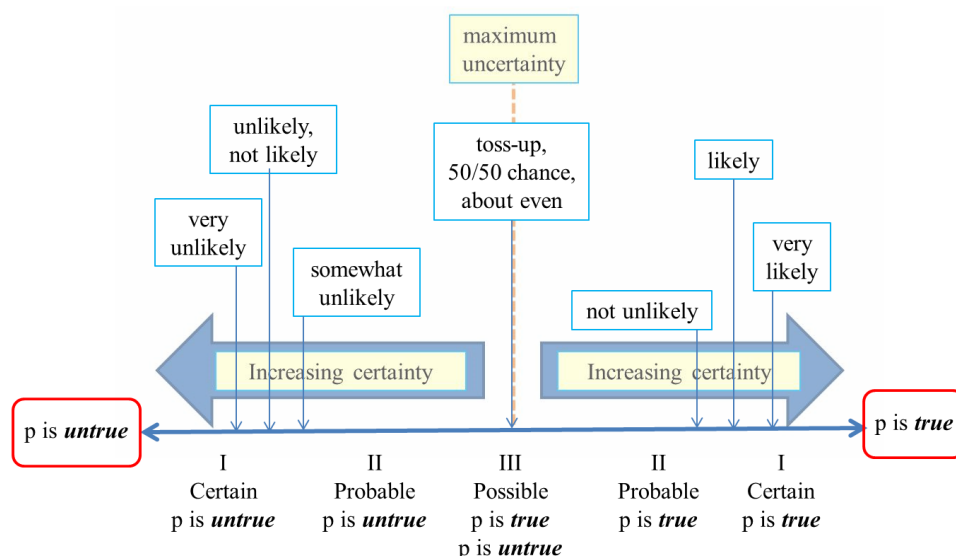 maximum
uncertainty
unlikely,
not likely
toss-up,
50/50 chance,
about even
likely
very
unlikely
somewhat
unlikely
very
likely
not unlikely
Increasing certainty
Increasing certainty
p is untrue
p is true
I
Certain
p is untrue
II
Probable
p is untrue
III
Possible
p is true
p is untrue
II
Probable
p is true
I
Certain
p is true